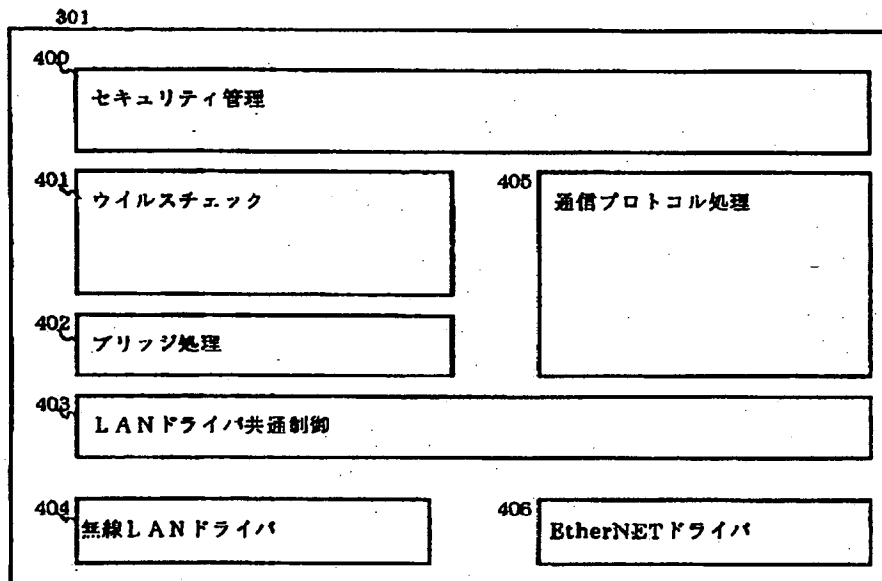 301
400
セキュリティ管理
401
ウイルスチェック
405
通信プロトコル処理
402
ブリッジ処理
403
LANドライバ共通制御
404
無線LANドライバ
406
EtherNETドライバ